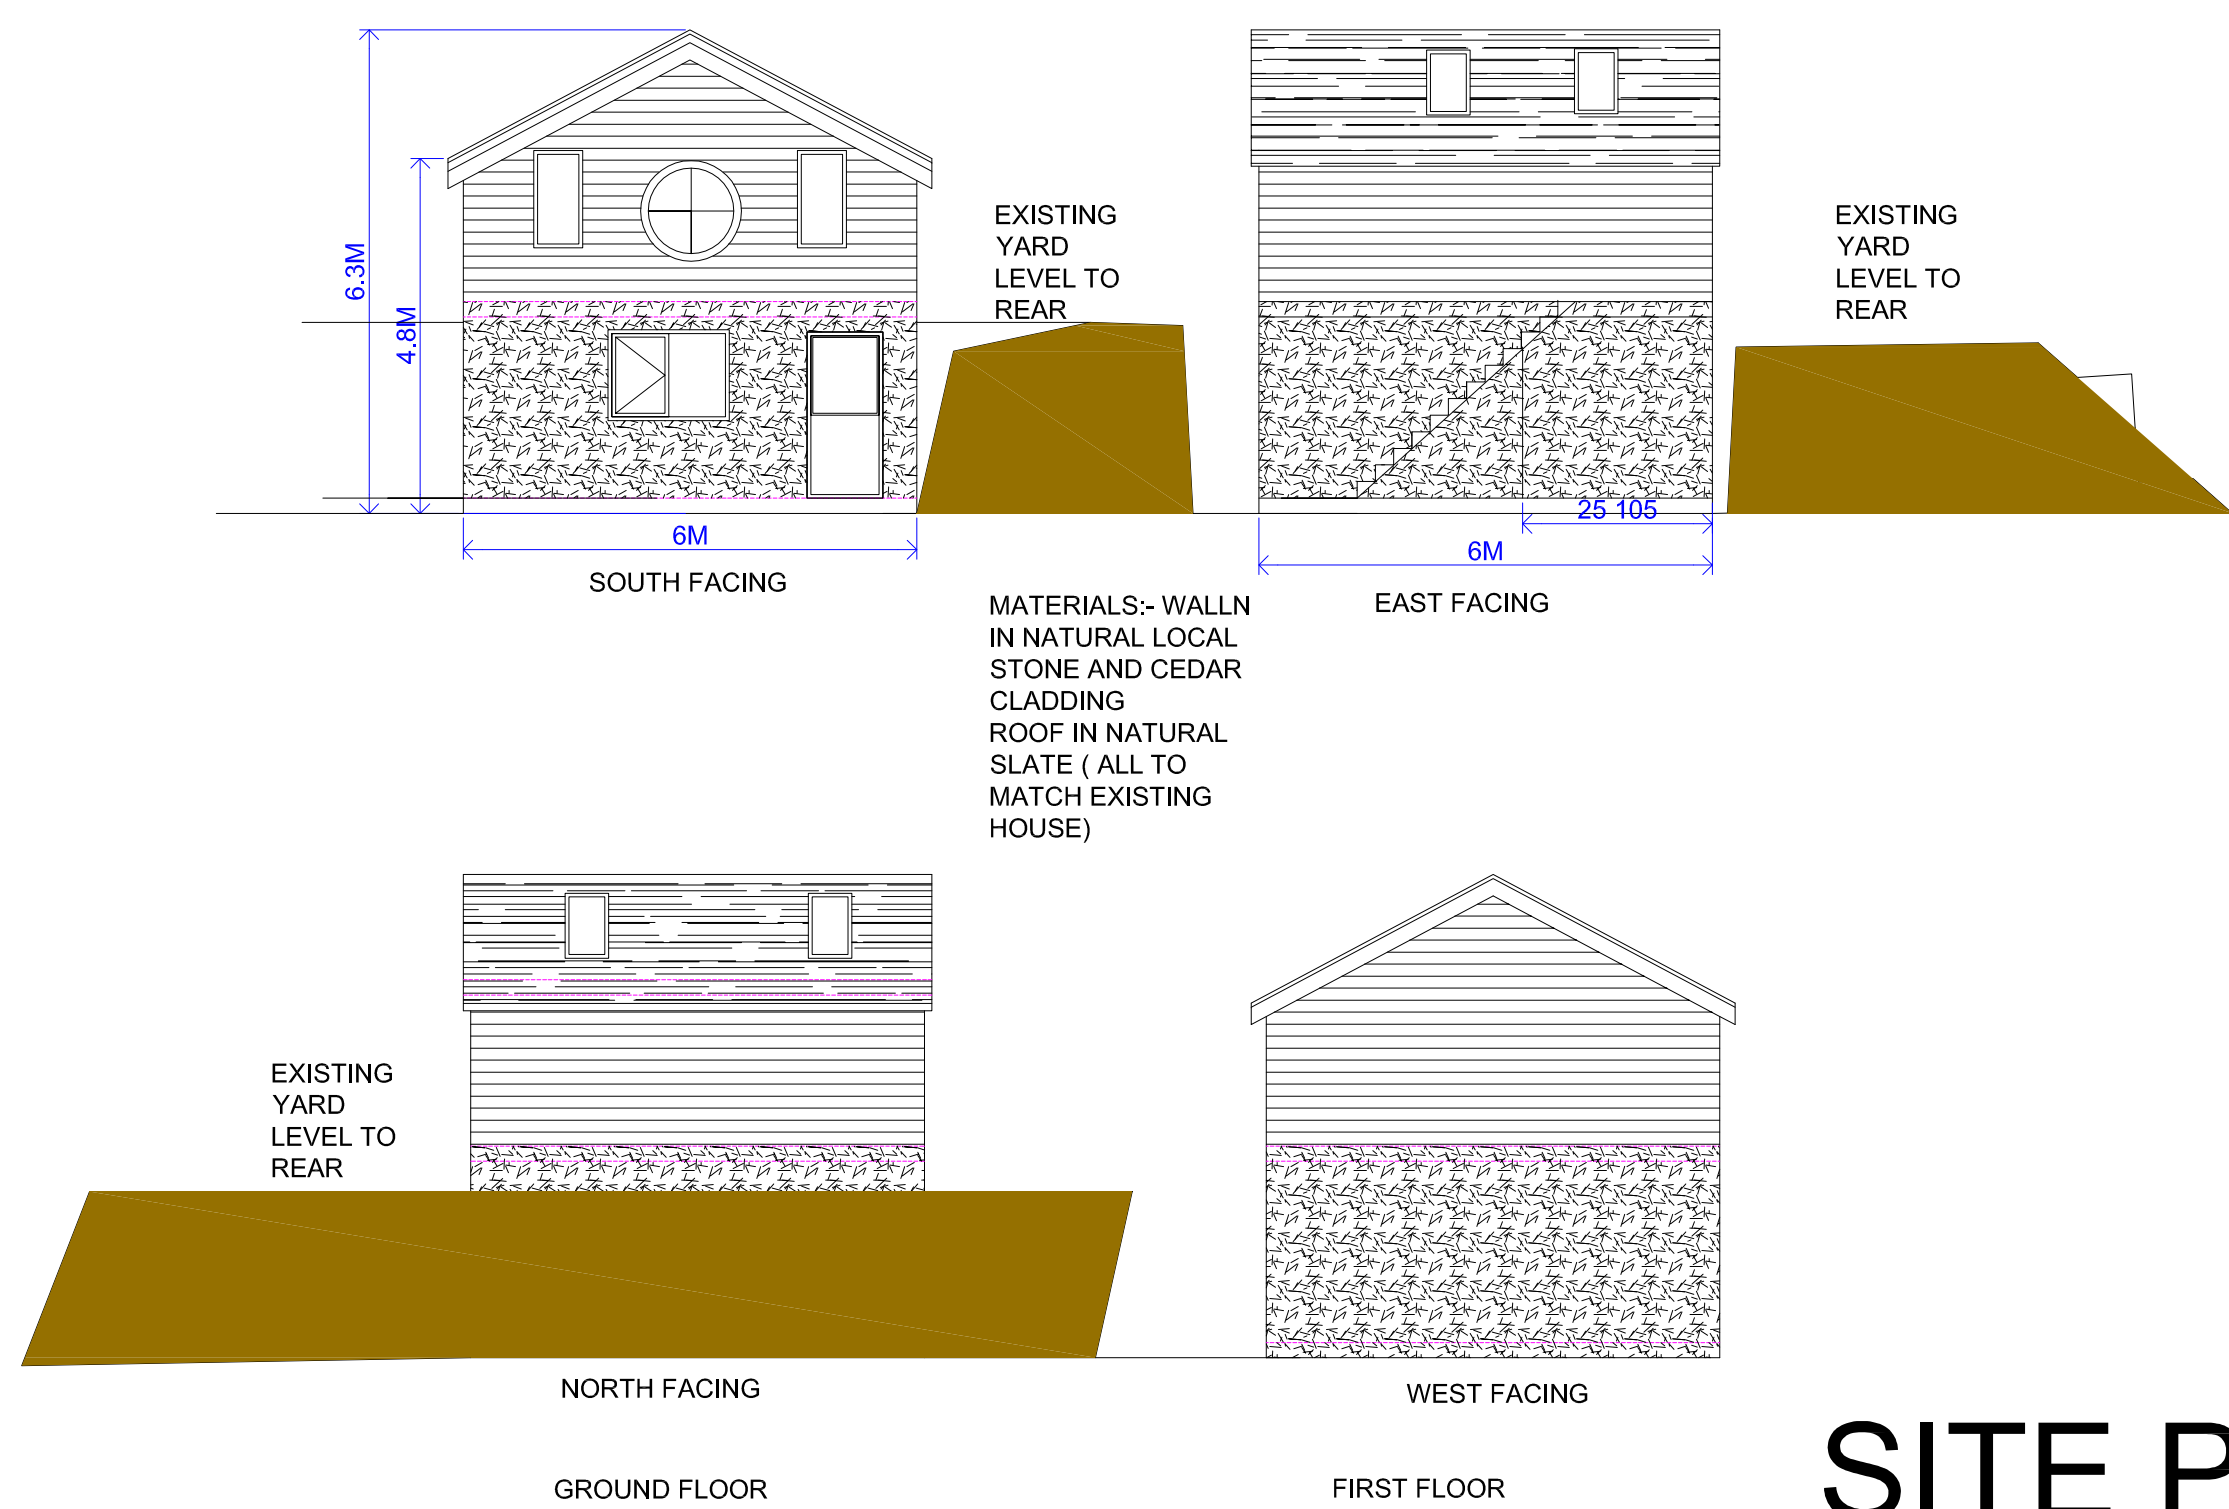 6.3M
4.8M
EXISTING
YARD
LEVEL TO
REAR
EXISTING
YARD
LEVEL TO
REAR
6M
25 105
6M
SOUTH FACING
EAST FACING
MATERIALS:- WALLN
IN NATURAL LOCAL
STONE AND CEDAR
CLADDING
ROOF IN NATURAL
SLATE ( ALL TO
MATCH EXISTING
HOUSE)
EXISTING
YARD
LEVEL TO
REAR
NORTH FACING
WEST FACING
SITE P
GROUND FLOOR
FIRST FLOOR